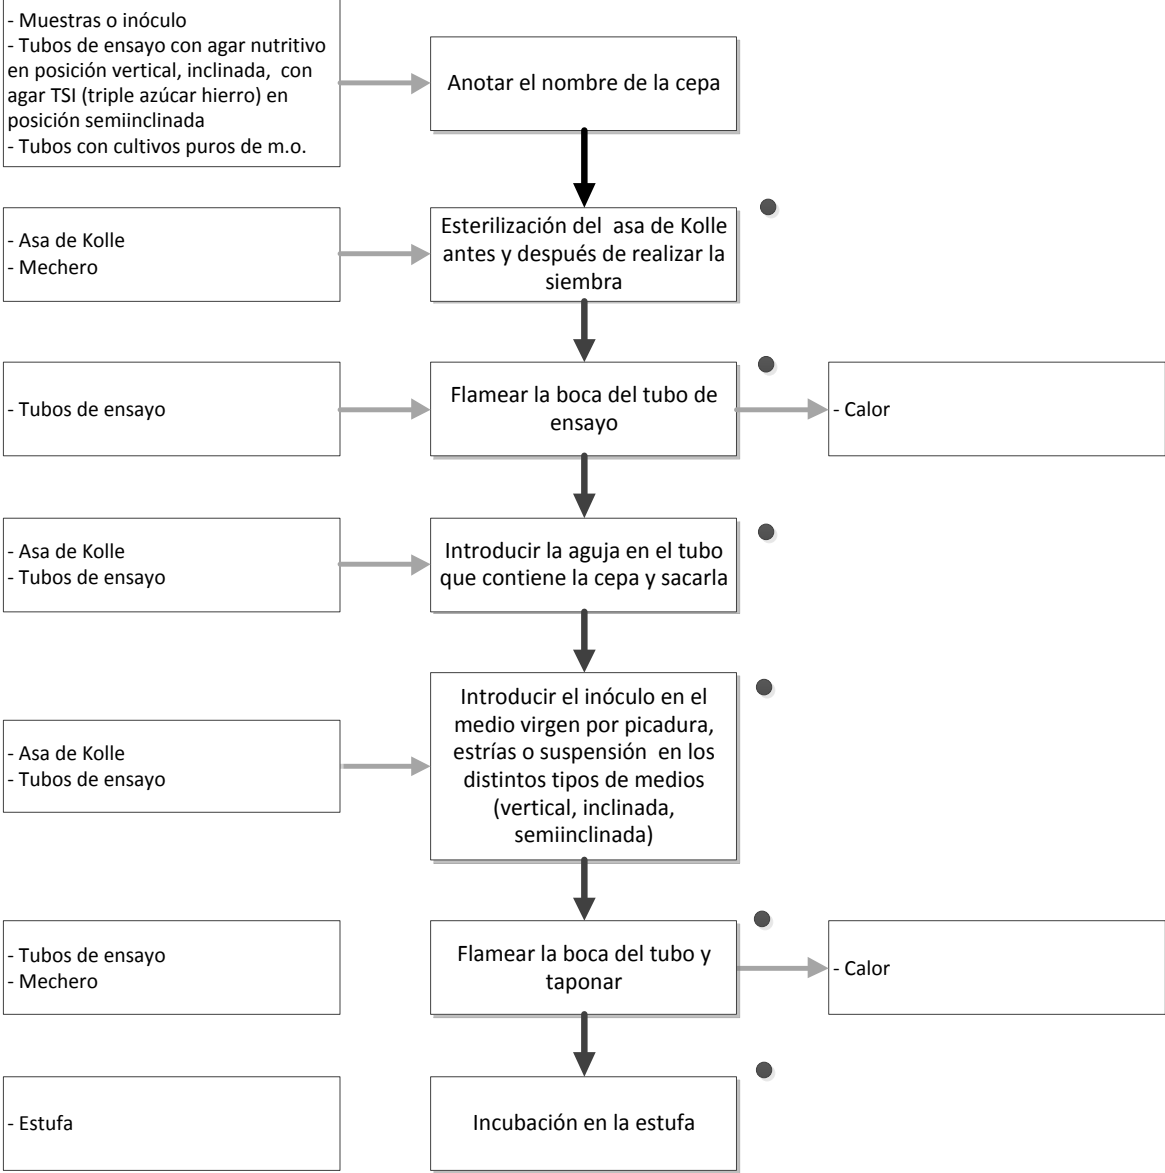 - Muestras o inóculo
- Tubos de ensayo con agar nutritivo
en posición vertical, inclinada,  con
agar TSI (triple azúcar hierro) en
posición semiinclinada
- Tubos con cultivos puros de m.o.
Anotar el nombre de la cepa
- Asa de Kolle
- Mechero
Esterilización del  asa de Kolle
antes y después de realizar la
siembra
- Tubos de ensayo
Flamear la boca del tubo de
ensayo
- Calor
- Asa de Kolle
- Tubos de ensayo
Introducir la aguja en el tubo
que contiene la cepa y sacarla
- Asa de Kolle
- Tubos de ensayo
Introducir el inóculo en el
medio virgen por picadura,
estrías o suspensión  en los
distintos tipos de medios
(vertical, inclinada,
semiinclinada)
- Tubos de ensayo
- Mechero
Flamear la boca del tubo y
taponar
- Calor
- Estufa
Incubación en la estufa